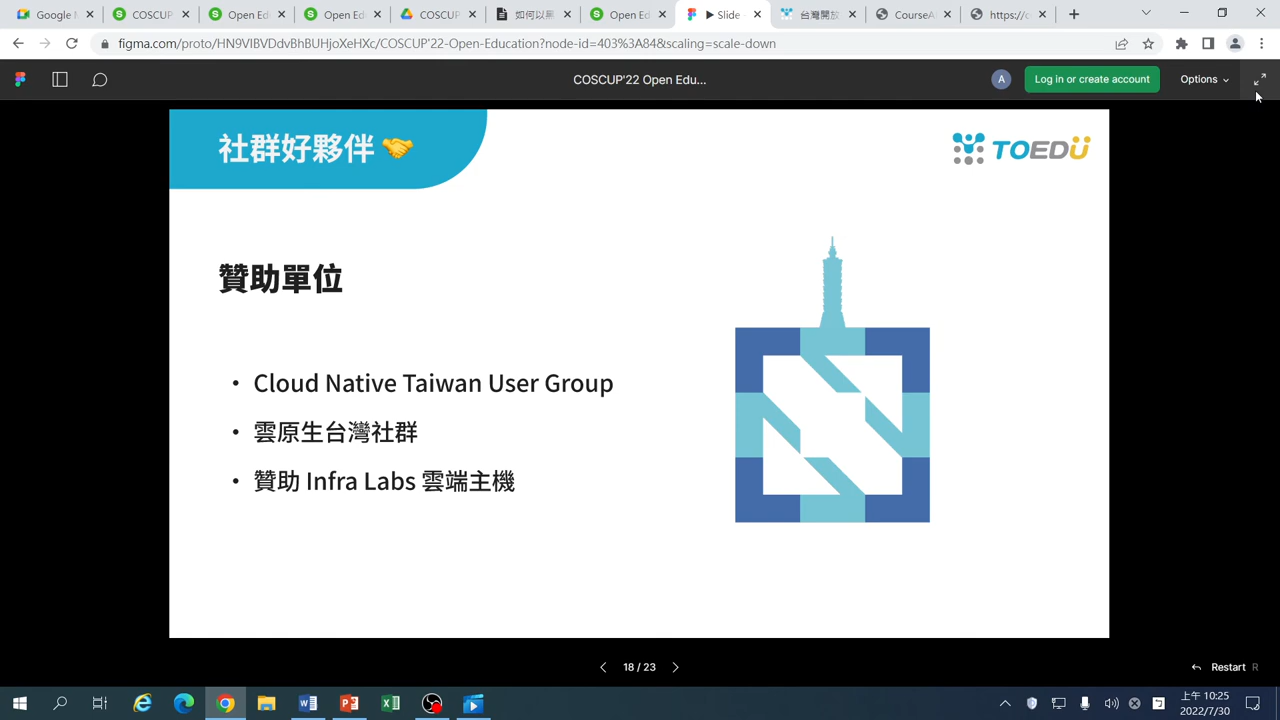 Google M
COSCUP
Open Ed
Open Ed
COSCUP
如何以
Open Ed
Slide -
台灣開放
CourseA
https://c
figma.com/proto/HN9VIBVDdvBhBUHjoXeHXc/COSCUP'22-Open-Education?node-id=403%3A84&scaling=scale-down
COSCUP'22 Open Edu...
A
Log in or create account
Options
社群好夥伴
TOEDU
贊助單位
• Cloud Native Taiwan User Group
• 雲原生台灣社群
• 贊助 Infra Labs 雲端主機
18 / 23
Restart R
上午 10:25
2022/7/30